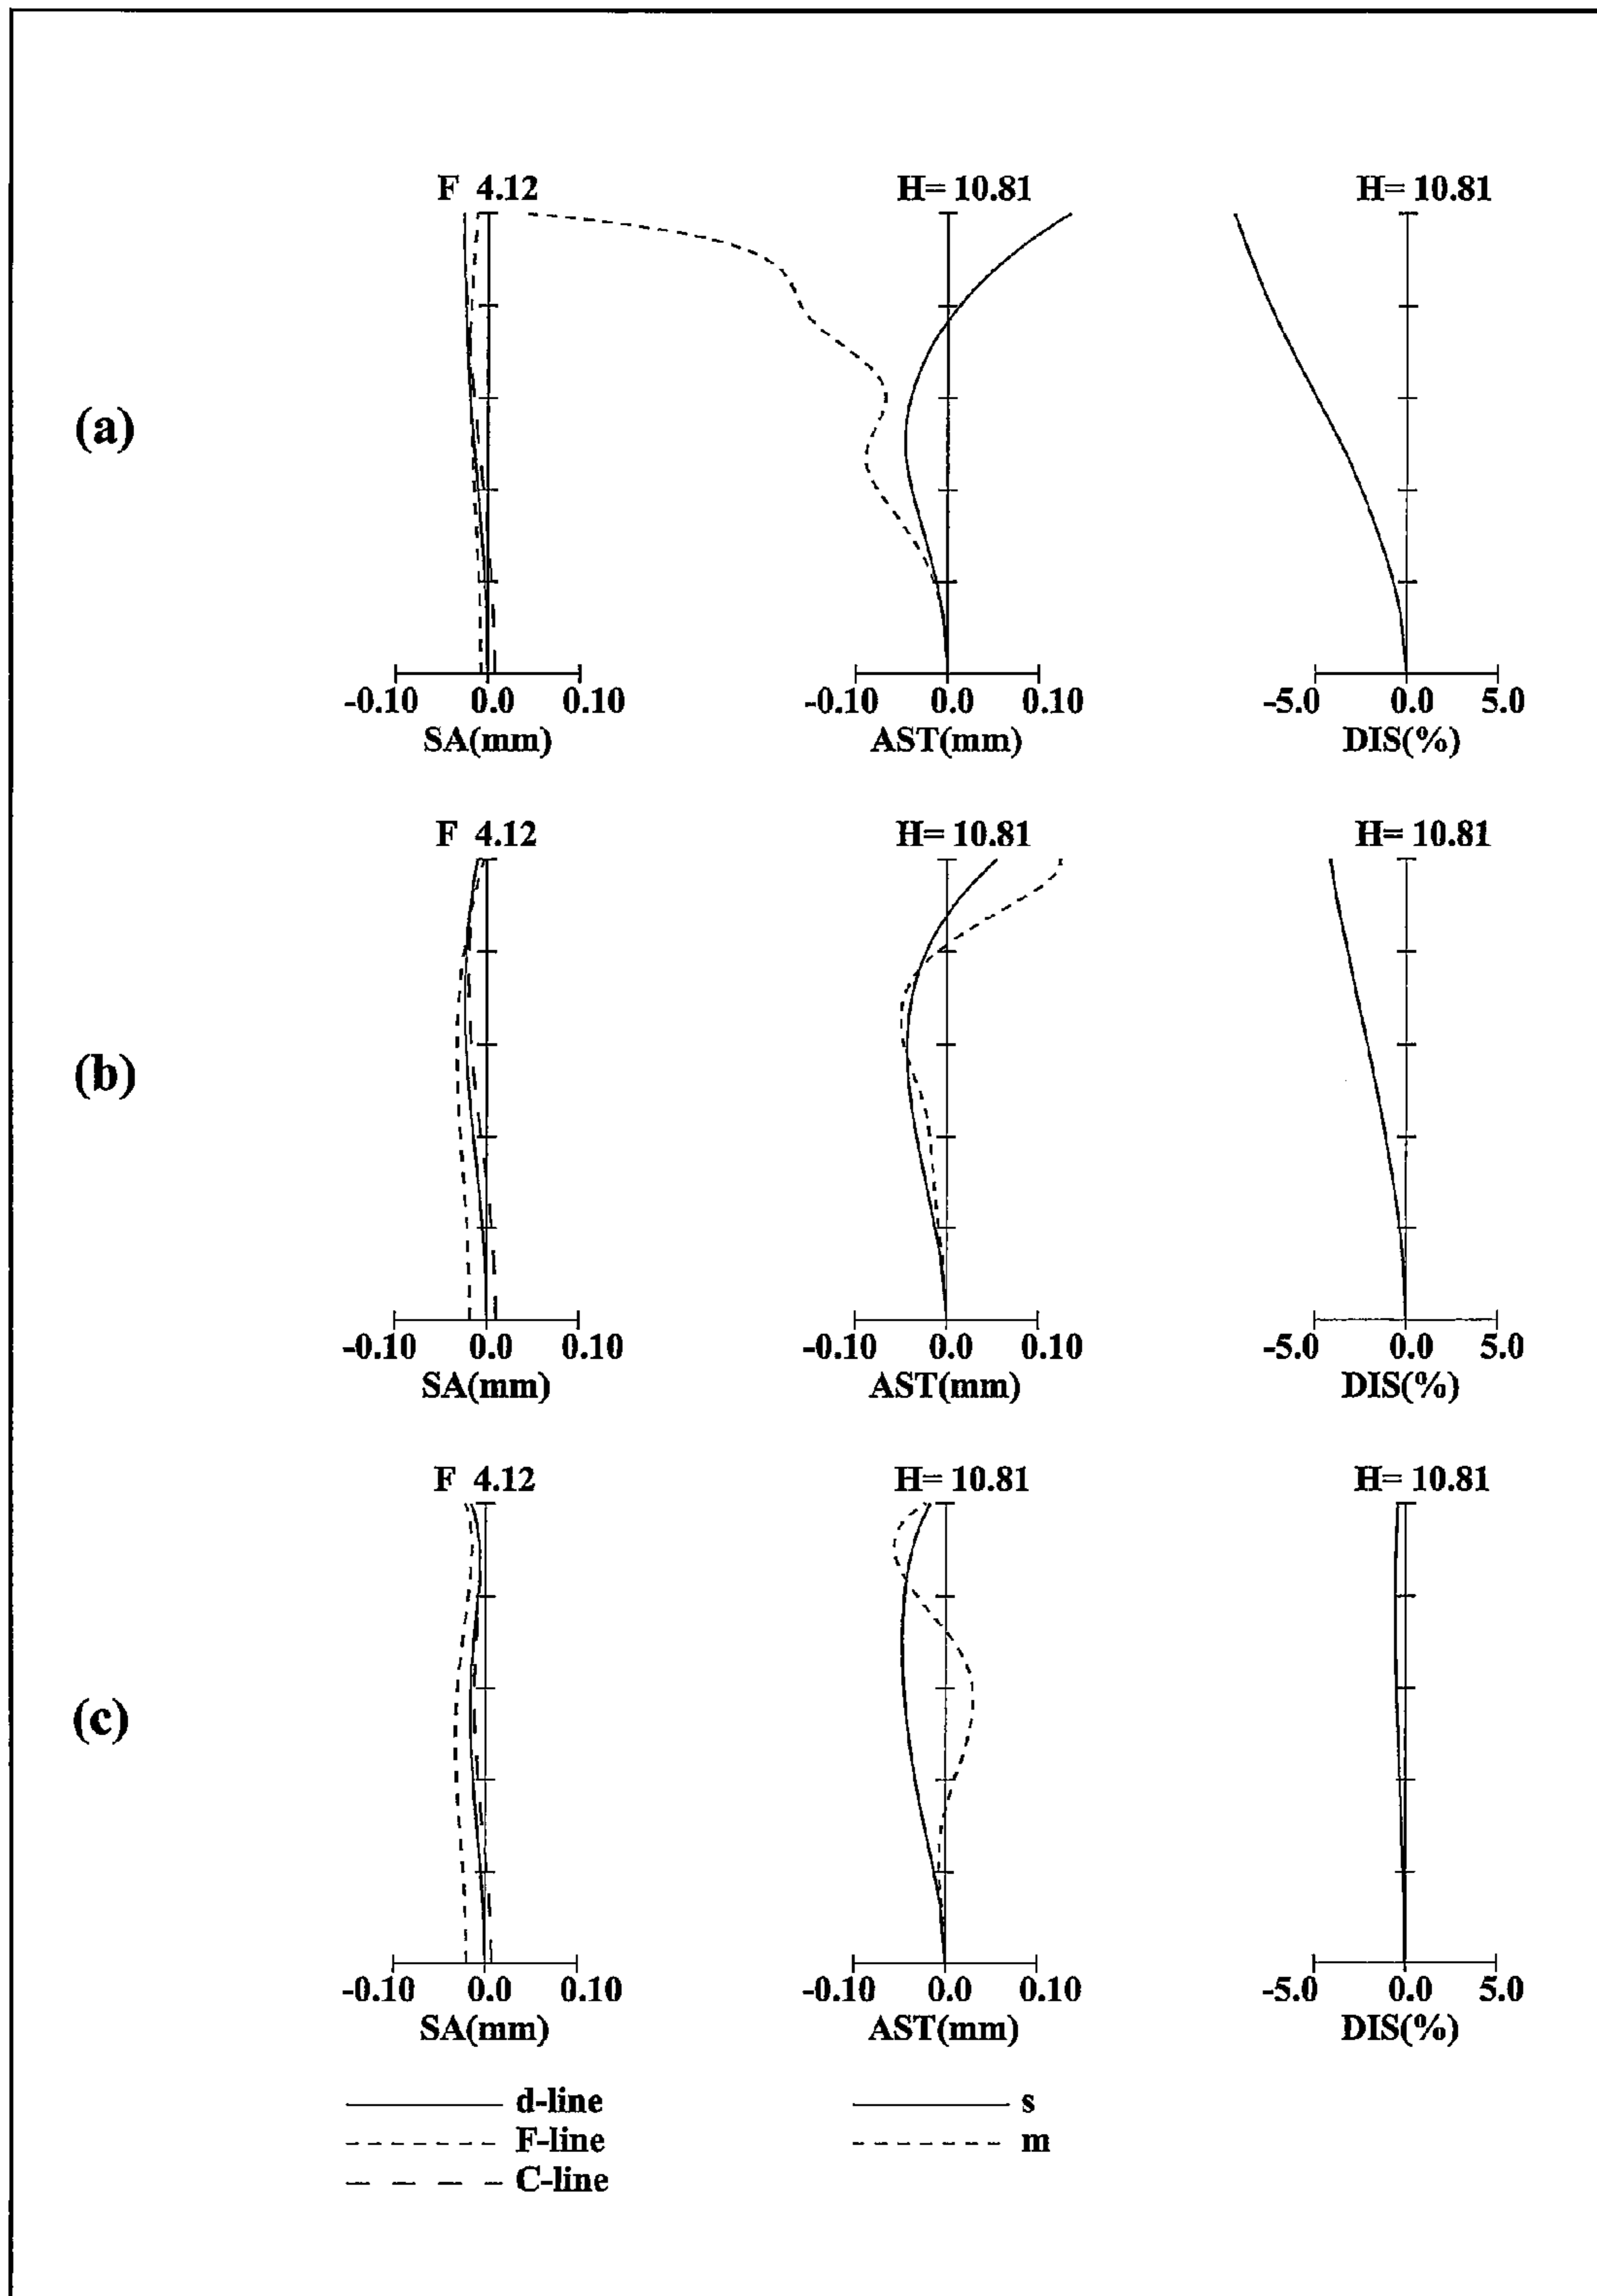 F 4.12 H= 10.81 H= 10.81
(a)
-0.10 0.0 0.10 -0.10 0.0 0.10 -5.0 0.0 5.0
SA(mm) AST(mm) DIS(%)
F 4.12 H= 10.81 H= 10.81
(b)
-0.10 0.0 0.10 -0.10 0.0 0.10 -5.0 0.0 5.0
SA(mm) AST(mm) DIS(%)
F 4.12 H= 10.81 H= 10.81
(c)
-0.10 0.0 0.10 -0.10 0.0 0.10 -5.0 0.0 5.0
SA(mm) AST(mm) DIS(%)
d-line s
F-line m
C-line